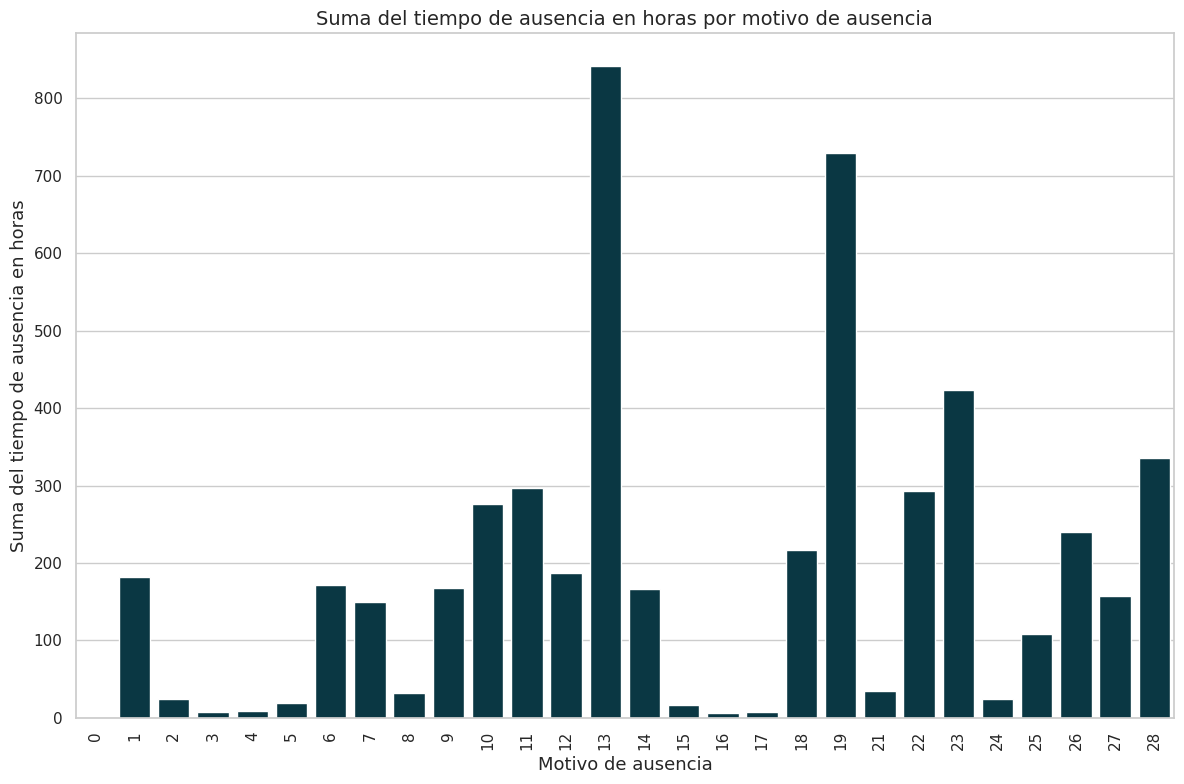 Suma del tiempo de ausencia en horas por motivo de ausencia
Suma del tiempo de ausencia en horas
800
700
600
500
400
300
200
100
0
0 1 2 3 4 5 6 7 8 9 10 11 12 13 14 15 16 17 18 19 21 22 23 24 25 26 27 28
Motivo de ausencia